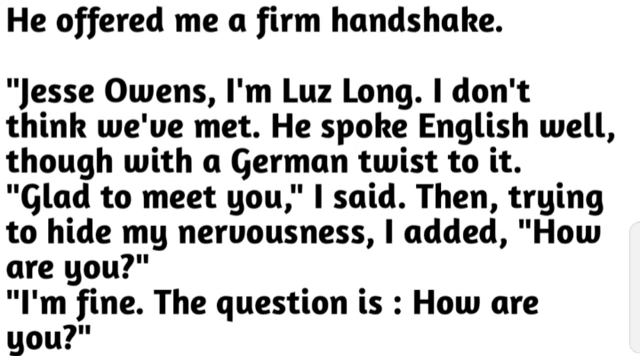 He offered me a firm handshake.
"Jesse Owens, I'm Luz Long. I don't
think we've met. He spoke English well,
though with a German twist to it.
"Glad to meet you," I said. Then, trying
to hide my nervousness, I added, "How
are you?"
"I'm fine. The question is : How are
you?"